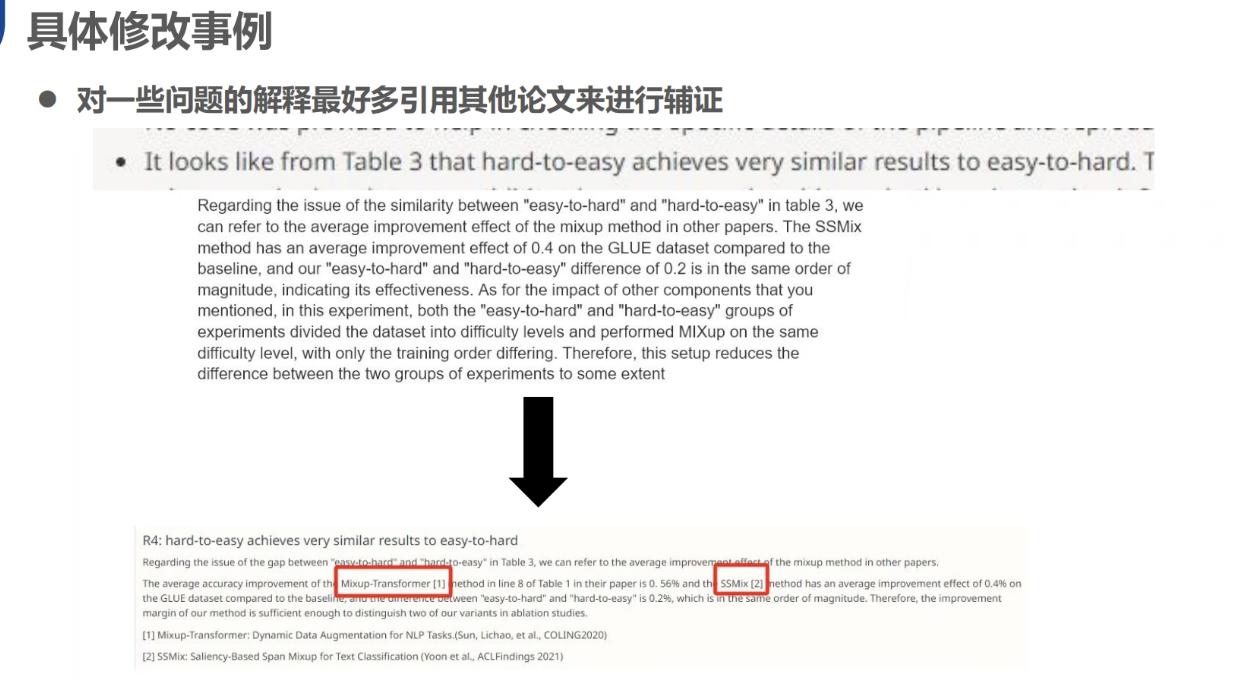 具体修改事例
● 对一些问题的解释最好多引用其他论文来进行辅证
• It looks like from Table 3 that hard-to-easy achieves very similar results to easy-to-hard. T
Regarding the issue of the similarity between "easy-to-hard" and "hard-to-easy" in table 3, we
can refer to the average improvement effect of the mixup method in other papers. The SSMix
method has an average improvement effect of 0.4 on the GLUE dataset compared to the
baseline, and our "easy-to-hard" and "hard-to-easy" difference of 0.2 is in the same order of
magnitude, indicating its effectiveness. As for the impact of other components that you
mentioned, in this experiment, both the "easy-to-hard" and "hard-to-easy" groups of
experiments divided the dataset into difficulty levels and performed MIXup on the same
difficulty level, with only the training order differing. Therefore, this setup reduces the
difference between the two groups of experiments to some extent
R4: hard-to-easy achieves very similar results to easy-to-hard
Regarding the issue of the gap between "easy-to-hard" and "hard-to-easy" in Table 3, we can refer to the average improvement effect of the mixup method in other papers.
The average accuracy improvement of the Mixup-Transformer [1] method in line 8 of Table 1 in their paper is 0. 56% and the SSMix [2] method has an average improvement effect of 0.4% on
the GLUE dataset compared to the baseline, and the difference between "easy-to-hard" and "hard-to-easy" is 0.2%, which is in the same order of magnitude. Therefore, the improvement
margin of our method is sufficient enough to distinguish two of our variants in ablation studies.
[1] Mixup-Transformer: Dynamic Data Augmentation for NLP Tasks.(Sun, Lichao, et al., COLING2020)
[2] SSMix: Saliency-Based Span Mixup for Text Classification (Yoon et al., ACLFindings 2021)